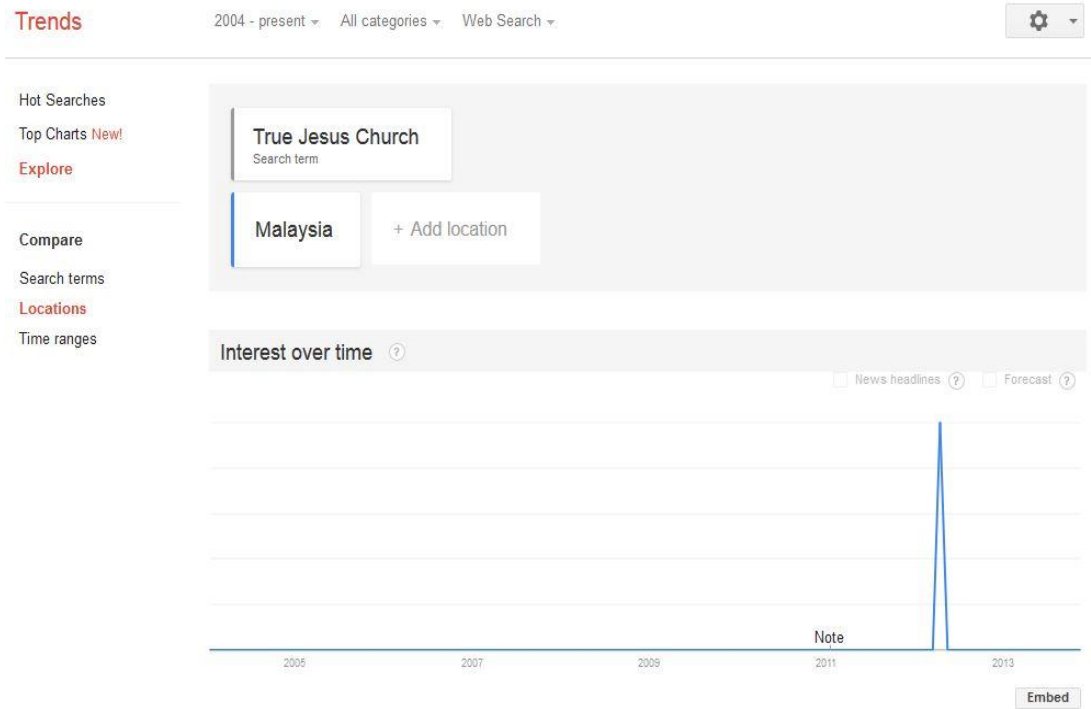 Trends
2004 - present All categories Web Search
Hot Searches
Top Charts New!
Explore
Compare
Search terms
Locations
Time ranges
True Jesus Church
Search term
Malaysia + Add location
Interest over time ?
News headlines ? Forecast ?
Note
2005 2007 2009 2011 2013
Embed